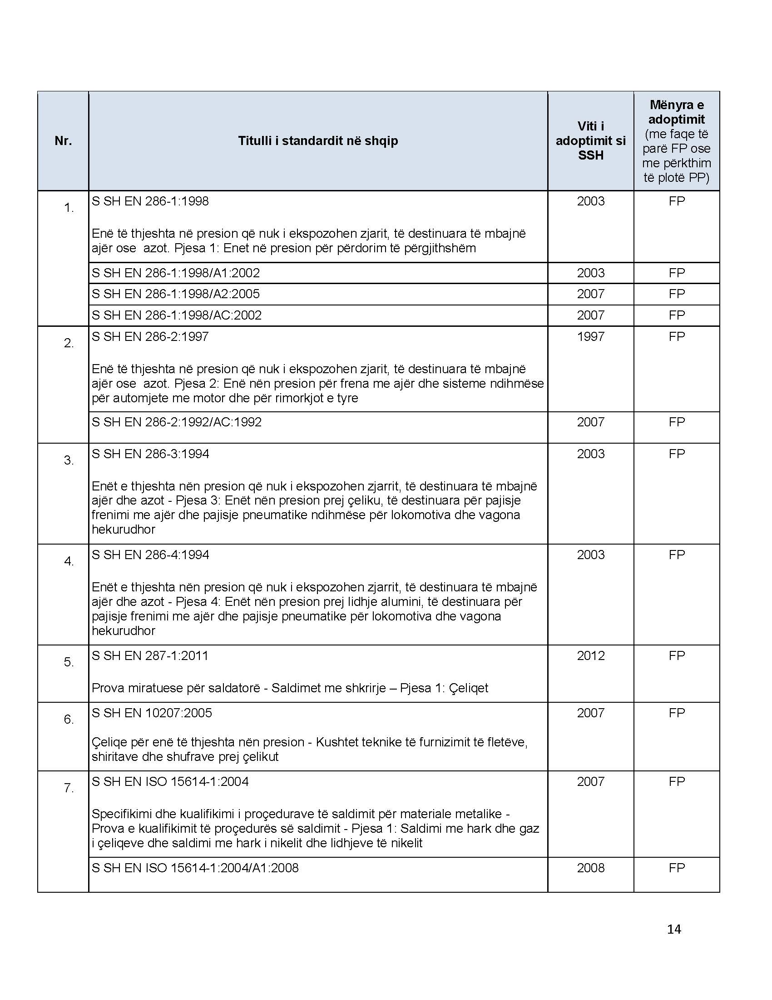 Nr.
Titulli i standardit në shqip
Viti i
adoptimit si
SSH
Mënyra e
adoptimit
(me faqe të
parë FP ose
me përkthim
të plotë PP)
1.
S SH EN 286-1:1998
2003
FP
Enë të thjeshta në presion që nuk i ekspozohen zjarit, të destinuara të mbajnë
ajër ose  azot. Pjesa 1: Enet në presion për përdorim të përgjithshëm
S SH EN 286-1:1998/A1:2002
2003
FP
S SH EN 286-1:1998/A2:2005
2007
FP
S SH EN 286-1:1998/AC:2002
2007
FP
2.
S SH EN 286-2:1997
1997
FP
Enë të thjeshta në presion që nuk i ekspozohen zjarit, të destinuara të mbajnë
ajër ose  azot. Pjesa 2: Enë nën presion për frena me ajër dhe sisteme ndihmëse
për automjete me motor dhe për rimorkjot e tyre
S SH EN 286-2:1992/AC:1992
2007
FP
3.
S SH EN 286-3:1994
2003
FP
Enët e thjeshta nën presion që nuk i ekspozohen zjarrit, të destinuara të mbajnë
ajër dhe azot - Pjesa 3: Enët nën presion prej çeliku, të destinuara për pajisje
frenimi me ajër dhe pajisje pneumatike ndihmëse për lokomotiva dhe vagona
hekurudhor
4.
S SH EN 286-4:1994
2003
FP
Enët e thjeshta nën presion që nuk i ekspozohen zjarrit, të destinuara të mbajnë
ajër dhe azot - Pjesa 4: Enët nën presion prej lidhje alumini, të destinuara për
pajisje frenimi me ajër dhe pajisje pneumatike për lokomotiva dhe vagona
hekurudhor
5.
S SH EN 287-1:2011
2012
FP
Prova miratuese për saldatorë - Saldimet me shkrirje – Pjesa 1: Çeliqet
6.
S SH EN 10207:2005
2007
FP
Çeliqe për enë të thjeshta nën presion - Kushtet teknike të furnizimit të fletëve,
shiritave dhe shufrave prej çelikut
7.
S SH EN ISO 15614-1:2004
2007
FP
Specifikimi dhe kualifikimi i proçedurave të saldimit për materiale metalike -
Prova e kualifikimit të proçedurës së saldimit - Pjesa 1: Saldimi me hark dhe gaz
i çeliqeve dhe saldimi me hark i nikelit dhe lidhjeve të nikelit
S SH EN ISO 15614-1:2004/A1:2008
2008
FP
14